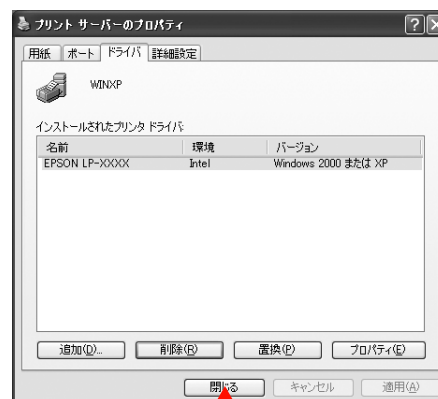 プリント サーバーのプロパティ
用紙 ポート ドライバ 詳細設定
WINXP
インストールされたプリンタ ドライバ:
名前 環境 バージョン
EPSON LP-XXXX Intel Windows 2000 または XP
追加(D)... 削除(R) 置換(P) プロパティ(E)
閉じる キャンセル 適用(A)